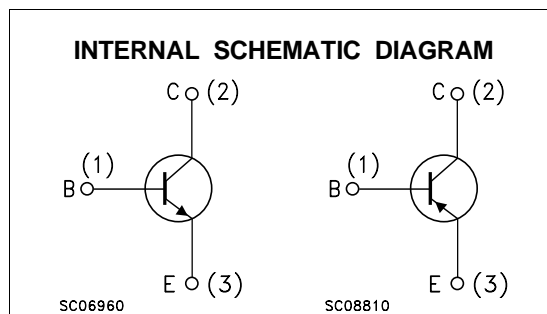 INTERNAL SCHEMATIC DIAGRAM
C (2) C (2)
(1) (1)
B B
E (3) E (3)
SC06960 SC08810